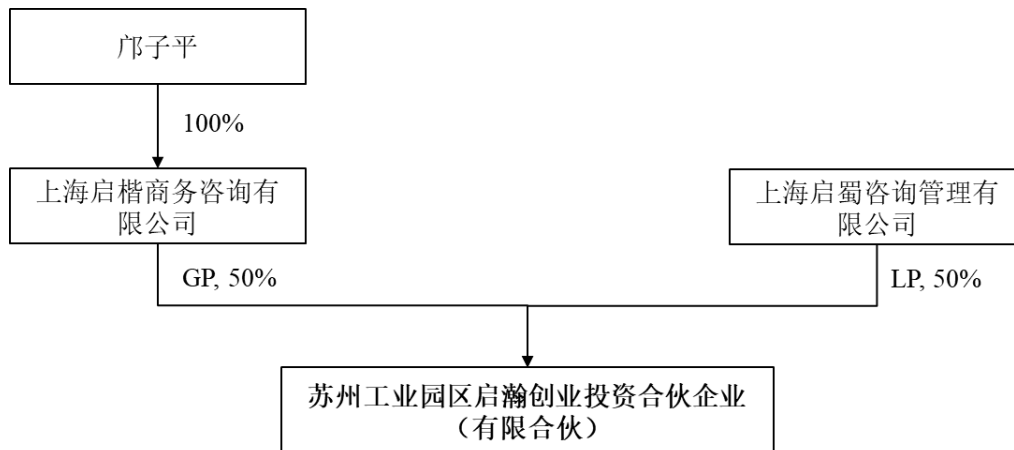 邝子平
100%
上海启楷商务咨询有
限公司
上海启蜀咨询管理有
限公司
GP, 50%
LP, 50%
苏州工业园区启瀚创业投资合伙企业
（有限合伙）